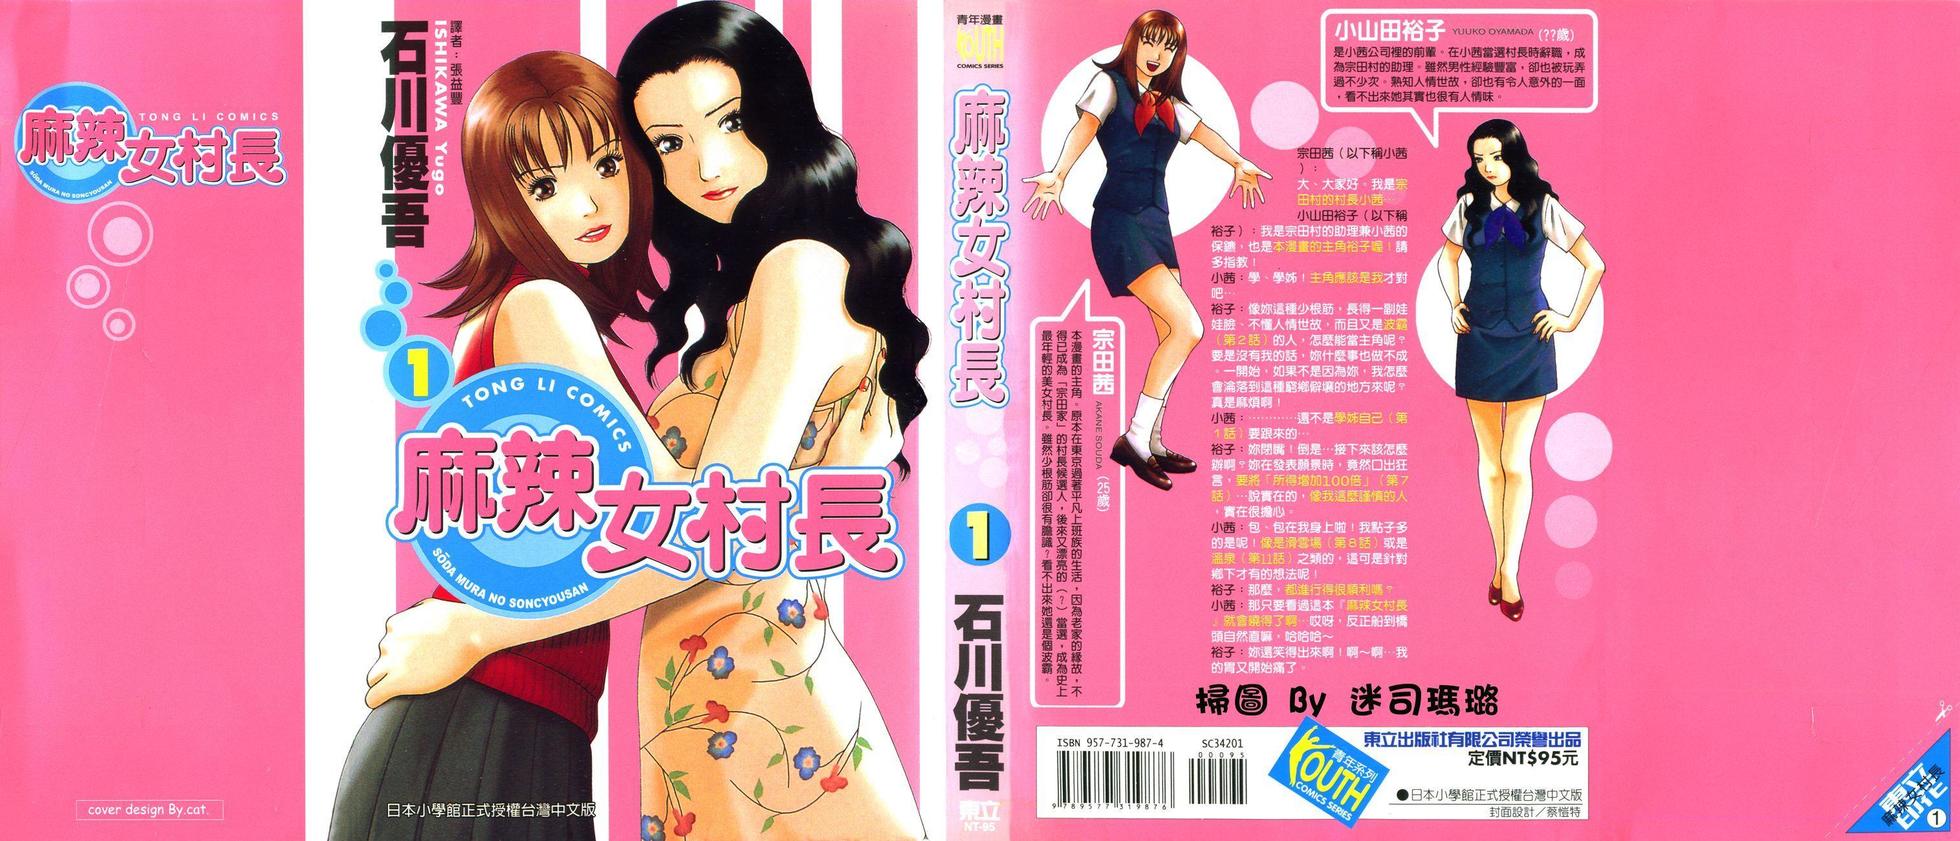 TONG LI COMICS
麻辣女村長
SŌDA MURA NO SONCYOUSAN
cover design By.cat.
譯者：張益豐
ISHIKAWA Yugo
石川優吾
1
TONG LI COMICS
麻辣女村長
SŌDA MURA NO SONCYOUSAN
日本小學館正式授權台灣中文版
青年漫畫
YOUTH
COMICS SERIES
麻辣女村長
1
石川優吾
東立
NT-95
小山田裕子 YUUKO OYAMADA (??歲)
是小茜公司裡的前輩。在小茜當選村長時辭職，成
為宗田村的助理。雖然男性經驗豐富，卻也被玩弄
過不少次。熟知人情世故，卻也有令人意外的一面
，看不出來她其實也很有人情味。
宗田茜（以下稱小茜
）：
大、大家好。我是宗
田村的村長小茜…
小山田裕子（以下稱
裕子）：我是宗田村的助理兼小茜的
保鑣，也是本漫畫的主角裕子喔！請
多指教！
小茜：學、學姊！主角應該是我才對
吧…
裕子：像妳這種少根筋，長得一副娃
娃臉、不懂人情世故，而且又是波霸
（第2話）的人，怎麼能當主角呢？
要是沒有我的話，妳什麼事也做不成
。一開始，如果不是因為妳，我怎麼
會淪落到這種窮鄉僻壤的地方來呢？
真是麻煩啊！
小茜：…………還不是學姊自己（第
1話）要跟來的…
裕子：妳閉嘴！倒是…接下來該怎麼
辦啊？妳在發表願景時，竟然口出狂
言，要將「所得增加100倍」（第7
話）…說實在的，像我這麼謹慎的人
，實在很擔心。
小茜：包、包在我身上啦！我點子多
的是呢！像是滑雪場（第8話）或是
溫泉（第11話）之類的，這可是針對
鄉下才有的想法呢！
裕子：那麼，都進行得很順利嗎？
小茜：那只要看過這本『麻辣女村長
』就會曉得了啊…哎呀，反正船到橋
頭自然直嘛，哈哈哈～
裕子：妳還笑得出來啊！啊～啊…我
的胃又開始痛了。
宗田茜 AKANE SOUDA (25歲)
本漫畫的主角。原本在東京過著平凡上班族的生活，因為老家的緣故，不
得已成為「宗田家」的村長候選人，後來又漂亮的（？）當選，成為史上
最年輕的美女村長。雖然少根筋卻很有膽識？看不出來她還是個波霸。
掃圖 By 迷司瑪璐
ISBN 957-731-987-4
SC34201
00095
9 789577 319876
青年系列
YOUTH
COMICS SERIES
東立出版社有限公司榮譽出品
定價NT$95元
●日本小學館正式授權台灣中文版
封面設計／蔡愷特
東立
麻辣女村長
1